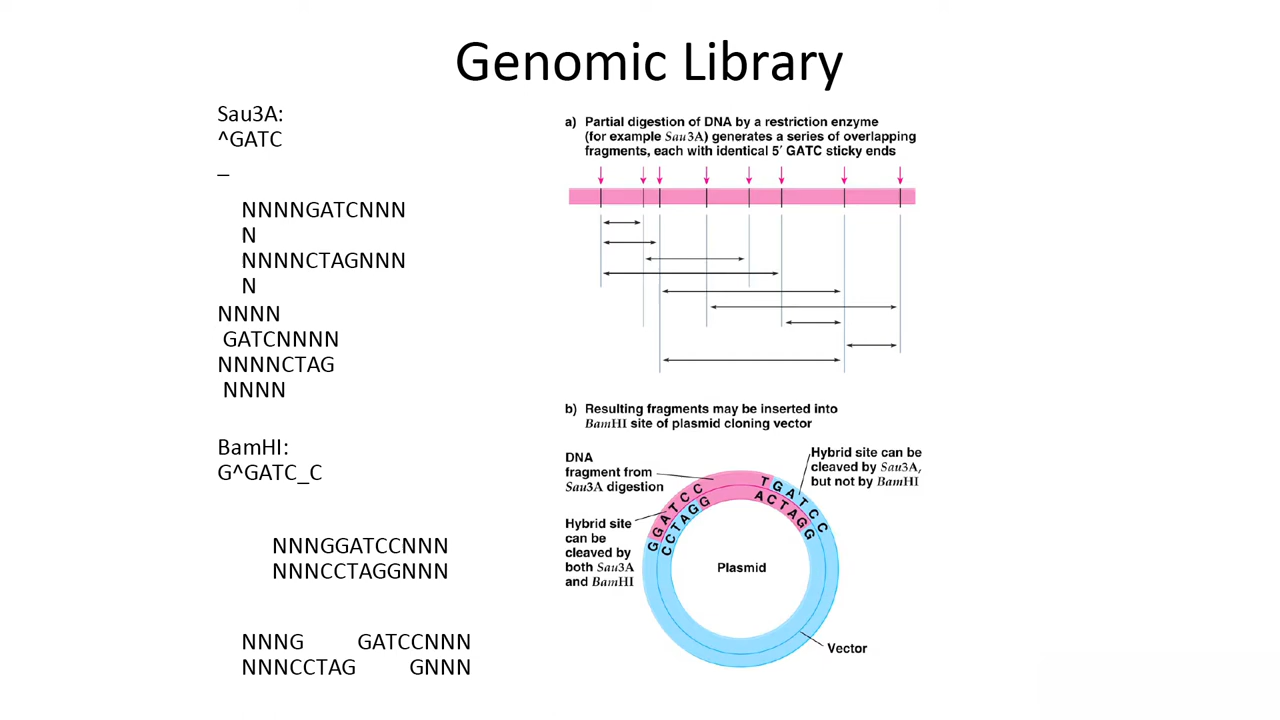 Genomic Library
Sau3A:
^GATC
_
NNNNGATCNNN
N
NNNNCTAGNNN
N
NNNN
GATCNNNN
NNNNCTAG
NNNN
BamHI:
G^GATC_C
NNNGGATCCNNN
NNNCCTAGGNNN
NNNG GATCCNNN
NNNCCTAG GNNN
a) Partial digestion of DNA by a restriction enzyme
(for example Sau3A) generates a series of overlapping
fragments, each with identical 5′ GATC sticky ends
b) Resulting fragments may be inserted into
BamHI site of plasmid cloning vector
DNA
fragment from
Sau3A digestion
Hybrid site
can be
cleaved by
both Sau3A
and BamHI
GGATCC
CCTAGG
TGATCC
ACTAGG
Hybrid site can be
cleaved by Sau3A,
but not by BamHI
Plasmid
Vector